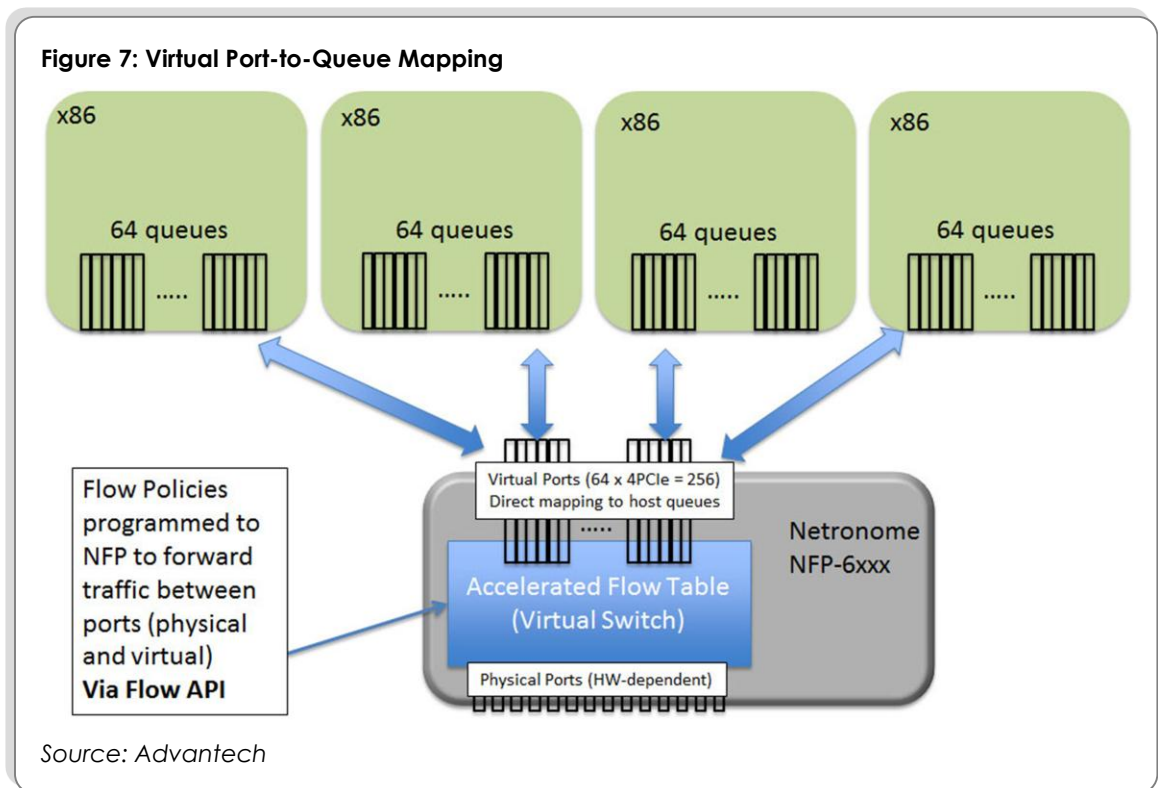 Figure 7: Virtual Port-to-Queue Mapping
x86
x86
x86
x86
64 queues
64 queues
64 queues
64 queues
.....
.....
.....
.....
Virtual Ports (64 x 4PCIe = 256)
Direct mapping to host queues
.....
Flow Policies
programmed to
NFP to forward
traffic between
ports (physical
and virtual)
Via Flow API
Netronome
NFP-6xxx
Accelerated Flow Table
(Virtual Switch)
Physical Ports (HW-dependent)
Source: Advantech